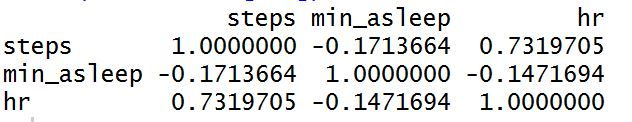 steps min_asleep hr
steps 1.0000000 -0.1713664 0.7319705
min_asleep -0.1713664 1.0000000 -0.1471694
hr 0.7319705 -0.1471694 1.0000000